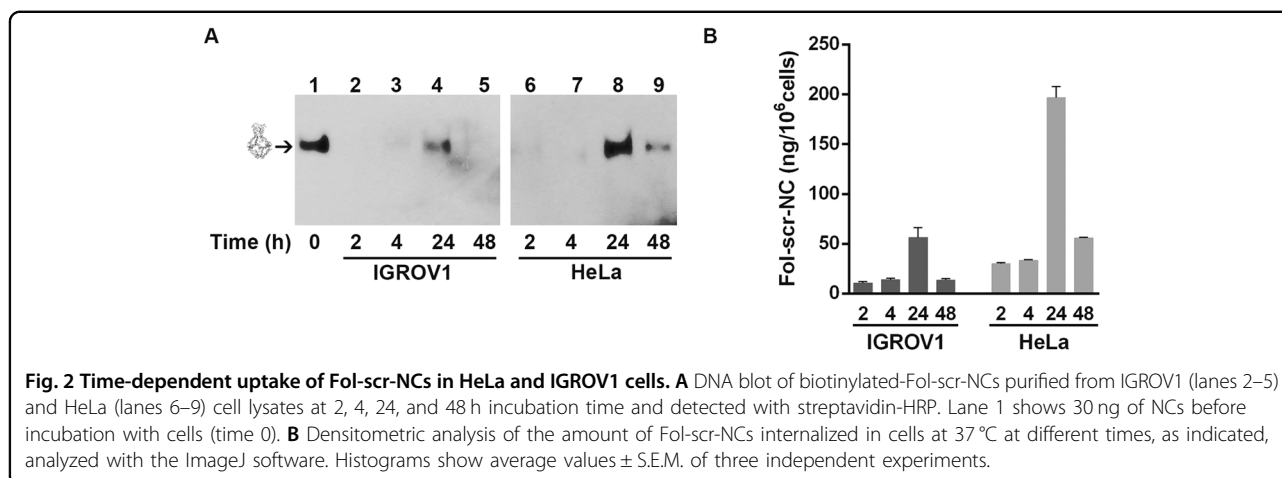 A
B
1 2 3 4 5 6 7 8 9
Time (h) 0 2 4 24 48 2 4 24 48
IGROV1 HeLa
Fol-scr-NC (ng/10⁶cells)
250
200
150
100
50
0
2 4 24 48 2 4 24 48
IGROV1 HeLa
Fig. 2 Time-dependent uptake of Fol-scr-NCs in HeLa and IGROV1 cells. A DNA blot of biotinylated-Fol-scr-NCs purified from IGROV1 (lanes 2–5)
and HeLa (lanes 6–9) cell lysates at 2, 4, 24, and 48 h incubation time and detected with streptavidin-HRP. Lane 1 shows 30 ng of NCs before
incubation with cells (time 0). B Densitometric analysis of the amount of Fol-scr-NCs internalized in cells at 37 °C at different times, as indicated,
analyzed with the ImageJ software. Histograms show average values ± S.E.M. of three independent experiments.